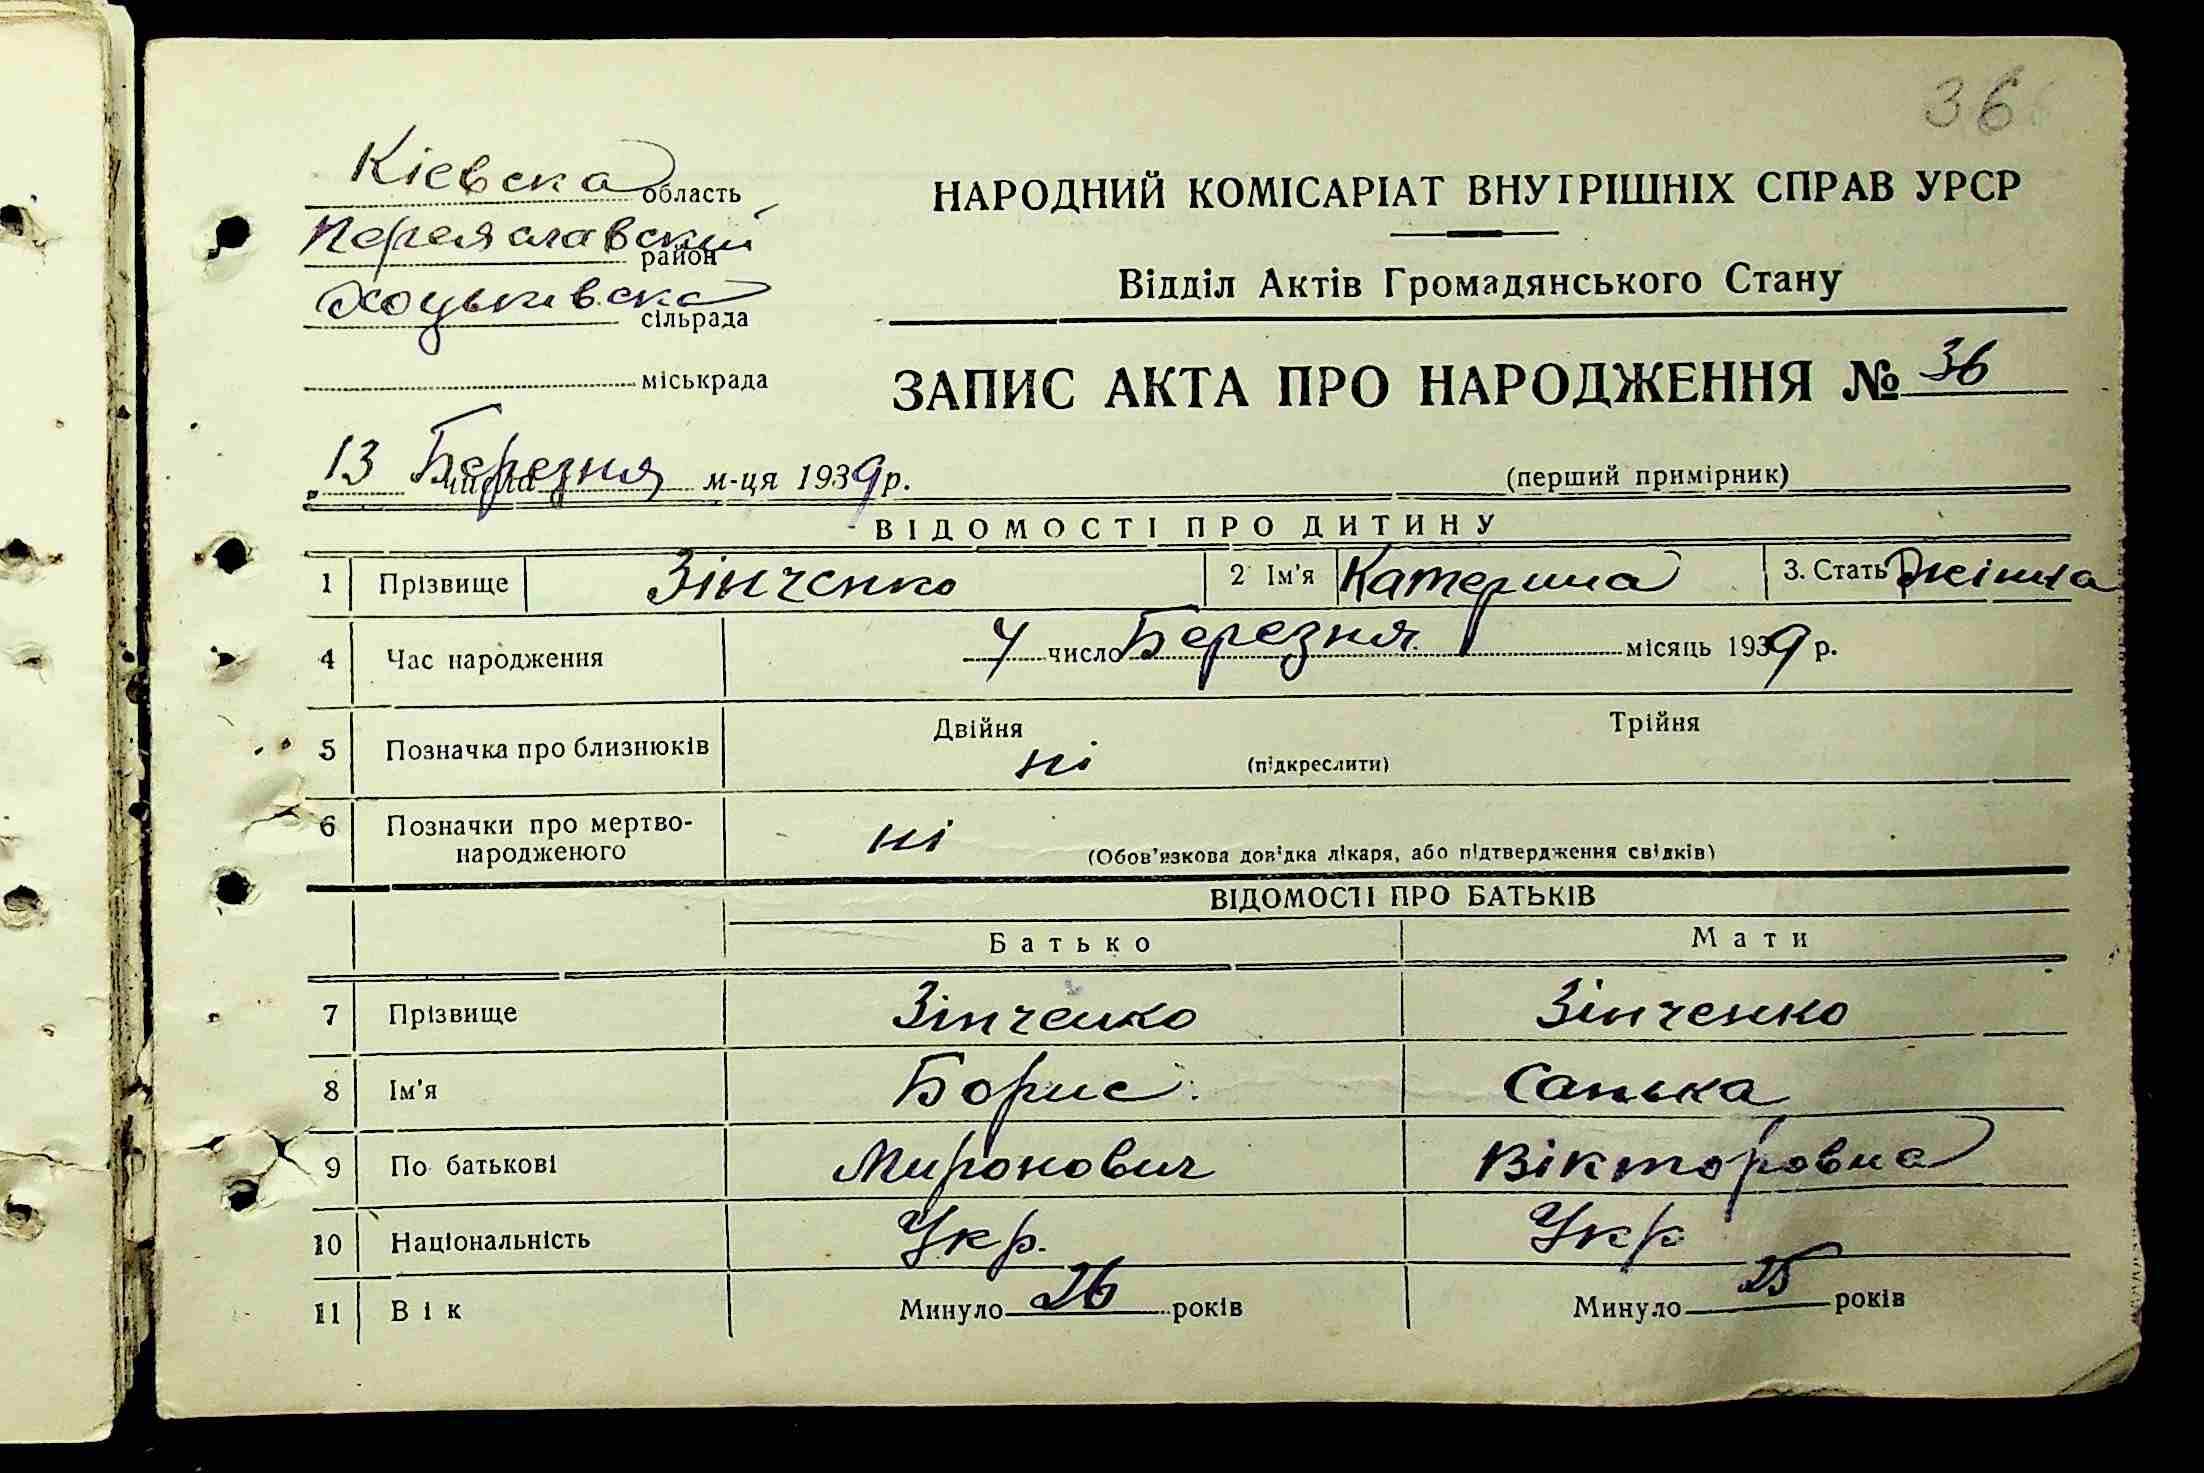 36
Кієвска область
Переяславский район
Хоцьківска сільрада
міськрада
НАРОДНИЙ КОМІСАРІАТ ВНУТРІШНІХ СПРАВ УРСР
Відділ Актів Громадянського Стану
ЗАПИС АКТА ПРО НАРОДЖЕННЯ № 36
13 числа Березня м-ця 1939 р.
(перший примірник)
ВІДОМОСТІ ПРО ДИТИНУ
1 Прізвище Зінченко 2 Ім'я Катерина 3. Стать Жінка
4 Час народження 4 число Березня місяць 1939 р.
5 Позначка про близнюків Двійня ні (підкреслити) Трійня
6 Позначки про мертво-
народженого ні (Обов'язкова довідка лікаря, або підтвердження свідків)
ВІДОМОСТІ ПРО БАТЬКІВ
Батько Мати
7 Прізвище Зінченко Зінченко
8 Ім'я Борис Санька
9 По батькові Миронович Вікторовна
10 Національність Укр. Укр
11 Вік Минуло 26 років Минуло 25 років